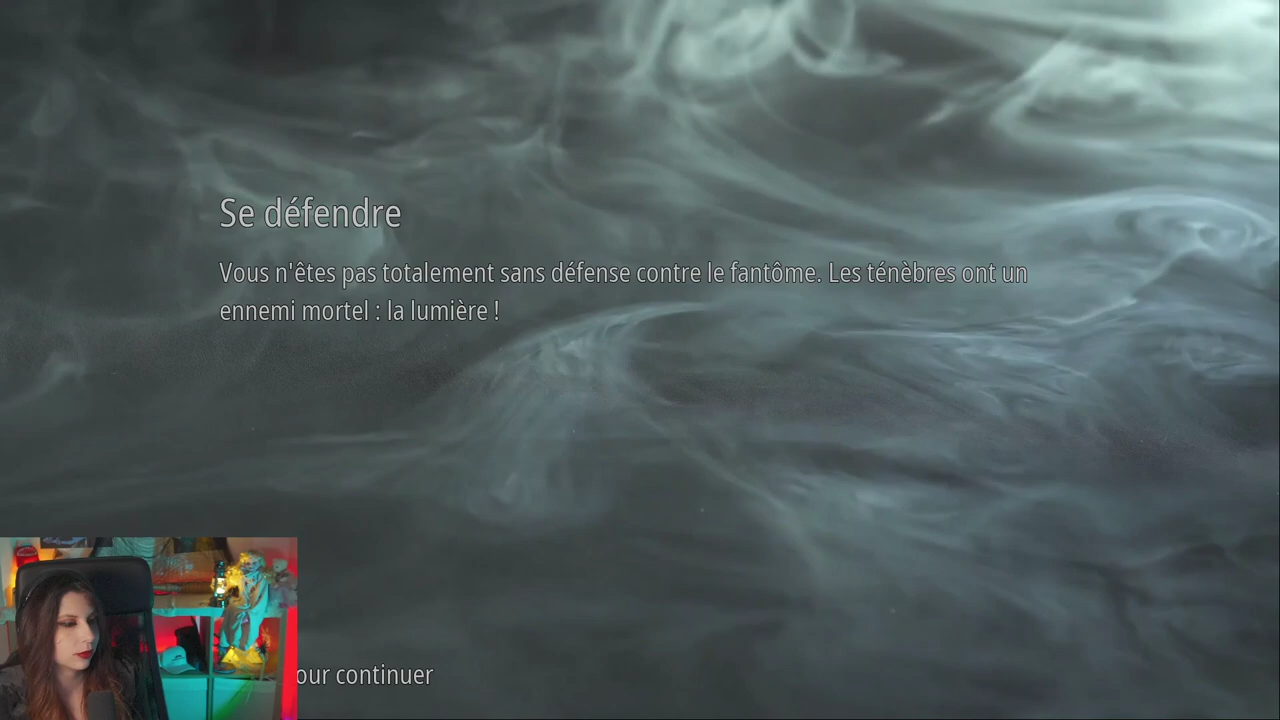 Se défendre
Vous n'êtes pas totalement sans défense contre le fantôme. Les ténèbres ont un
ennemi mortel : la lumière !
our continuer